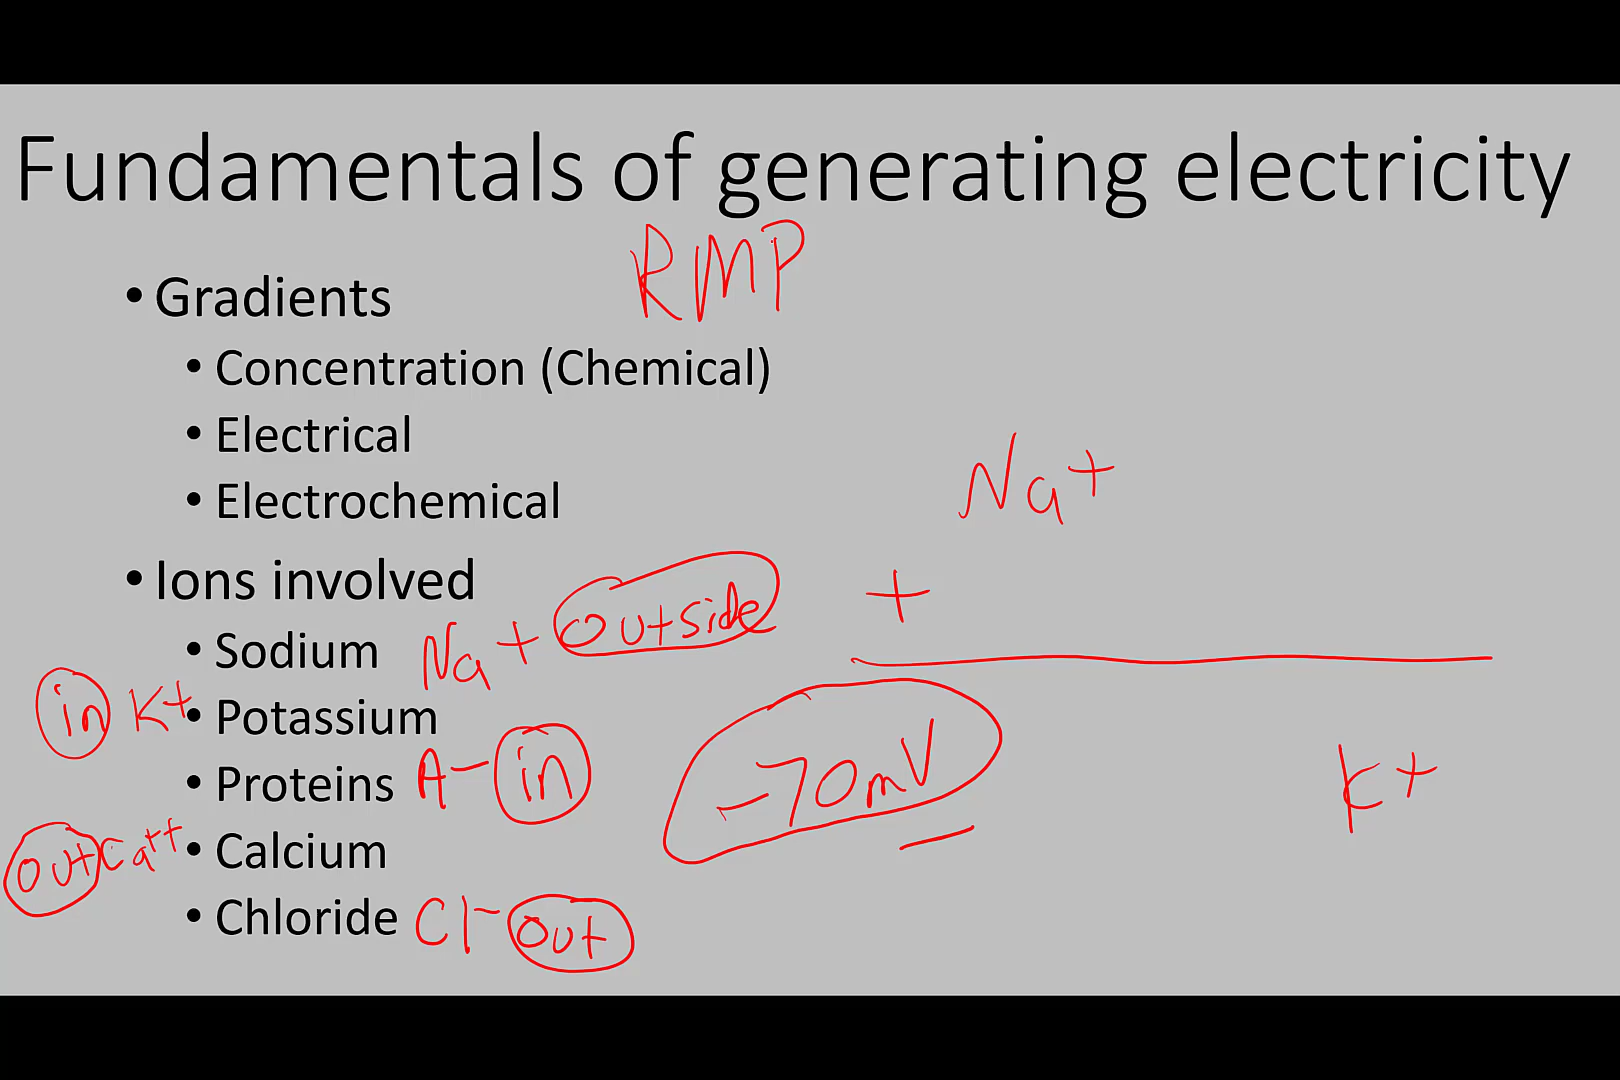 Fundamentals of generating electricity
RMP
• Gradients
• Concentration (Chemical)
• Electrical
• Electrochemical
Na+
• Ions involved
+
• Sodium Na+ outside
in K+ • Potassium
• Proteins A- in
-70mV
K+
out Ca++ • Calcium
• Chloride Cl- out